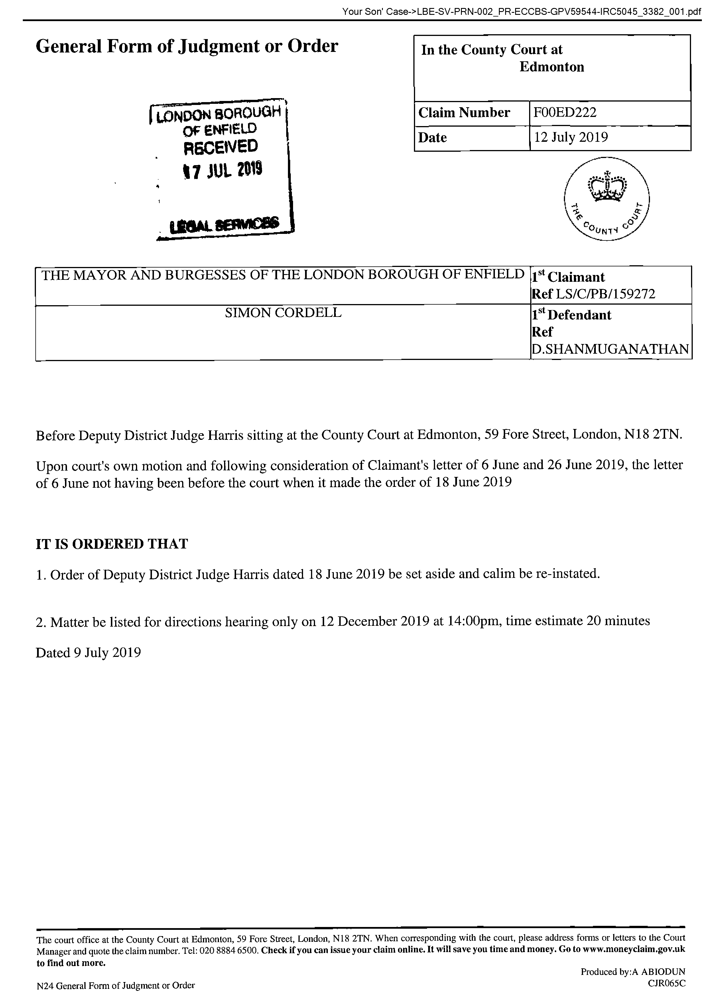 Your Son' Case->LBE-SV-PRN-002_PR-ECCBS-GPV59544-IRC5045_3382_001.pdf
General Form of Judgment or Order
In the County Court at
Edmonton
Claim Number F00ED222
Date 12 July 2019
LONDON BOROUGH
OF ENFIELD
RECEIVED
17 JUL 2019
LEGAL SERVICES
THE COUNTY COURT
THE MAYOR AND BURGESSES OF THE LONDON BOROUGH OF ENFIELD 1st Claimant
Ref LS/C/PB/159272
SIMON CORDELL 1st Defendant
Ref
D.SHANMUGANATHAN
Before Deputy District Judge Harris sitting at the County Court at Edmonton, 59 Fore Street, London, N18 2TN.
Upon court's own motion and following consideration of Claimant's letter of 6 June and 26 June 2019, the letter
of 6 June not having been before the court when it made the order of 18 June 2019
IT IS ORDERED THAT
1. Order of Deputy District Judge Harris dated 18 June 2019 be set aside and calim be re-instated.
2. Matter be listed for directions hearing only on 12 December 2019 at 14:00pm, time estimate 20 minutes
Dated 9 July 2019
The court office at the County Court at Edmonton, 59 Fore Street, London, N18 2TN. When corresponding with the court, please address forms or letters to the Court
Manager and quote the claim number. Tel: 020 8884 6500. Check if you can issue your claim online. It will save you time and money. Go to www.moneyclaim.gov.uk
to find out more.
Produced by:A ABIODUN
N24 General Form of Judgment or Order
CJR065C